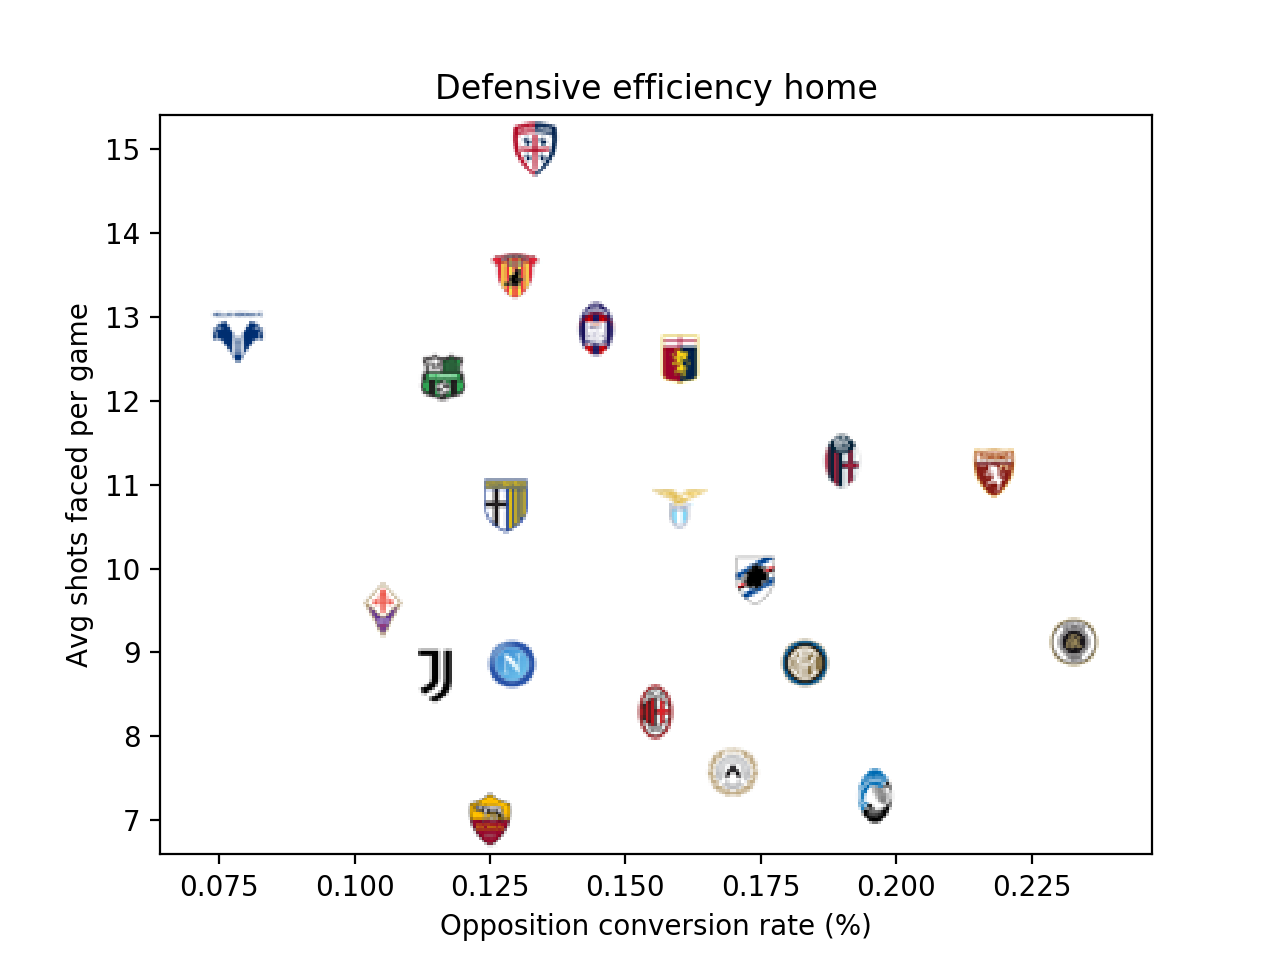 Defensive efficiency home
Avg shots faced per game
15
14
13
12
11
10
9
8
7
0.075 0.100 0.125 0.150 0.175 0.200 0.225
Opposition conversion rate (%)